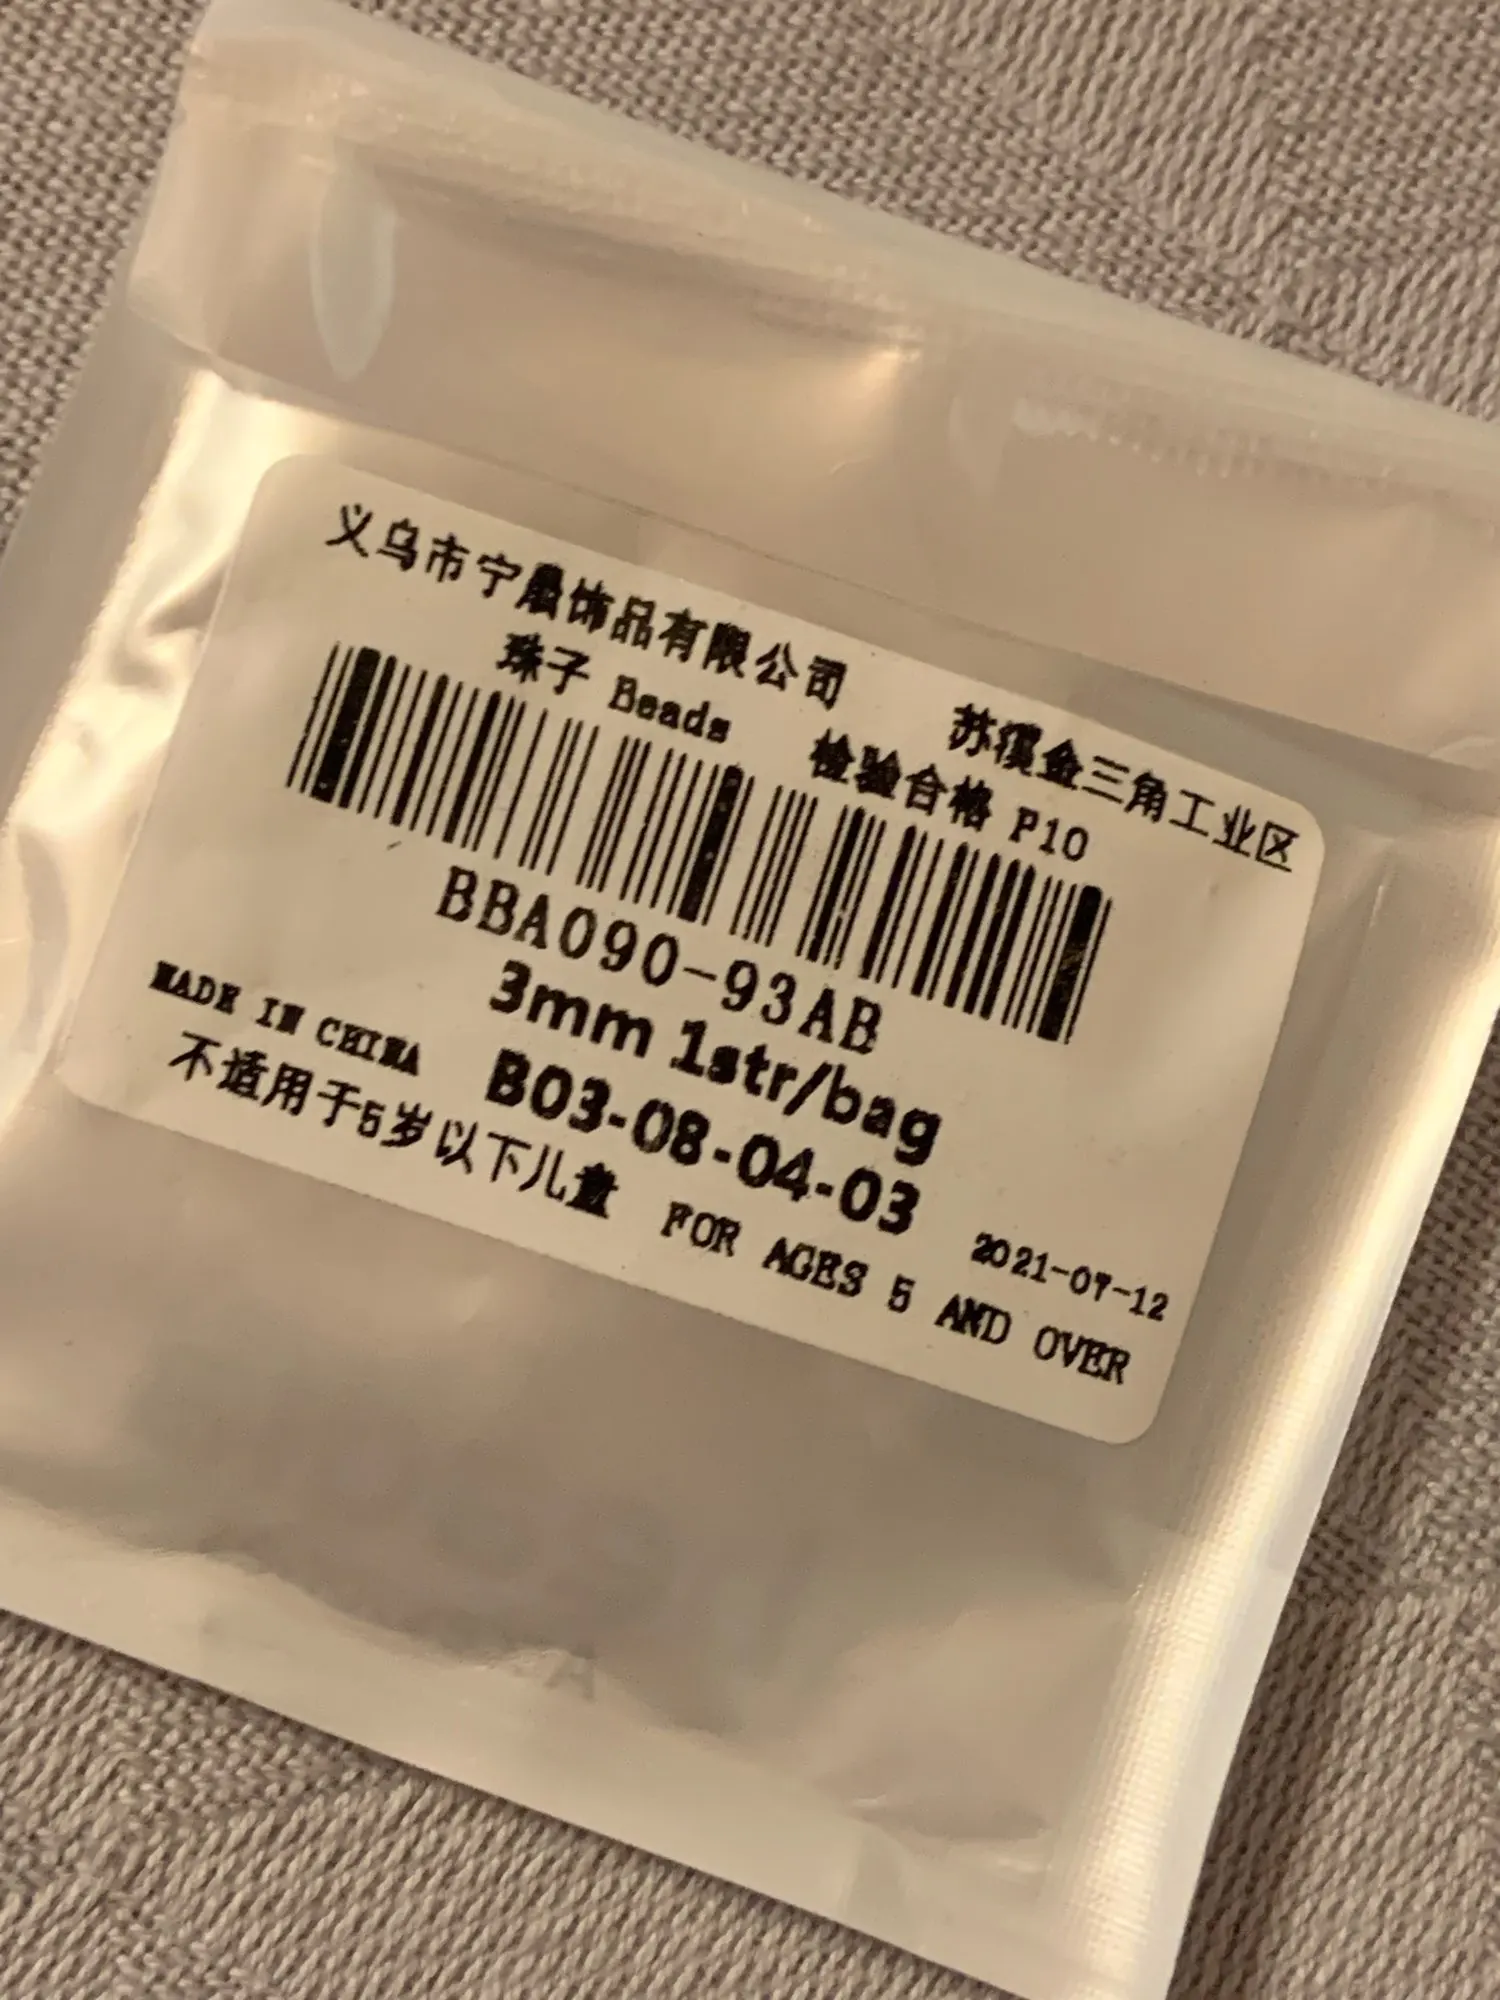 义乌市宁晨饰品有限公司 苏溪金三角工业区
珠子 Beads 检验合格 P10
BBA090-93AB
3mm 1str/bag
MADE IN CHINA B03-08-04-03 2021-07-12
不适用于5岁以下儿童 FOR AGES 5 AND OVER